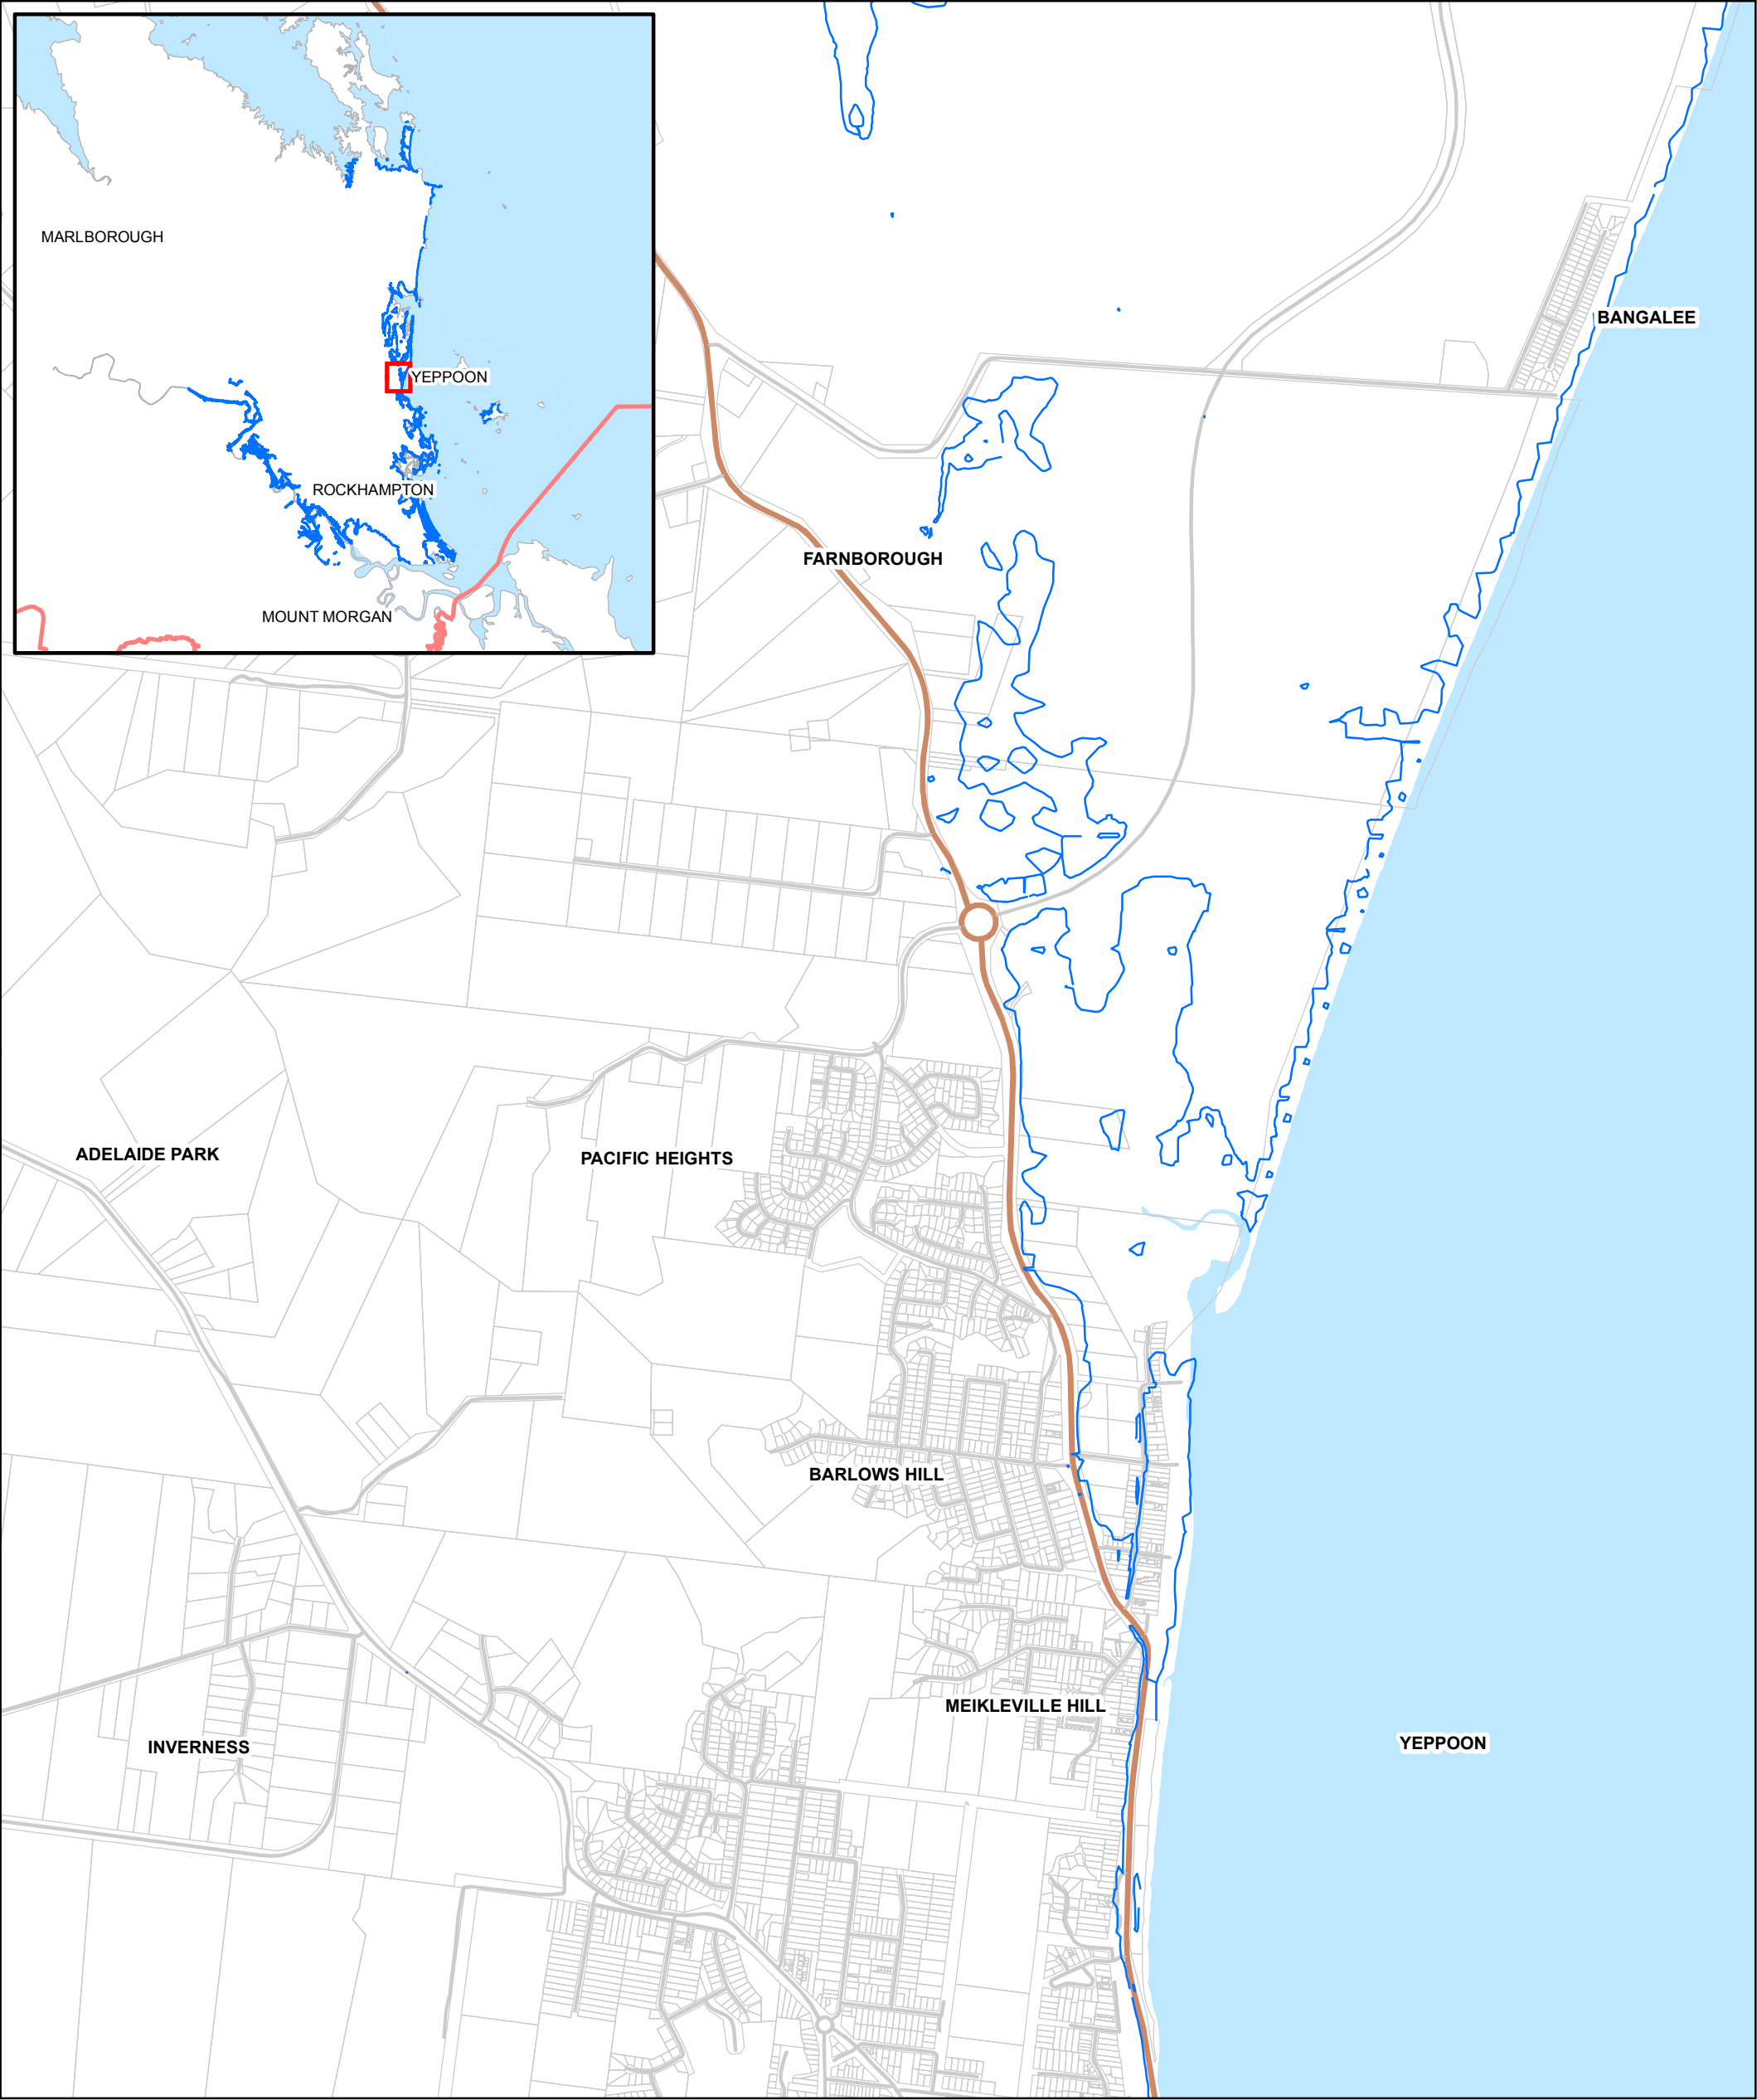 MARLBOROUGH
YEPPOON
ROCKHAMPTON
MOUNT MORGAN
BANGALEE
FARNBOROUGH
ADELAIDE PARK
PACIFIC HEIGHTS
BARLOWS HILL
MEIKLEVILLE HILL
INVERNESS
YEPPOON